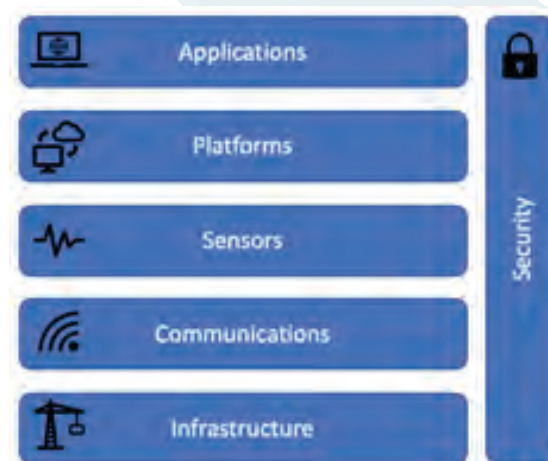 Applications
Platforms
Sensors
Communications
Infrastructure
Security